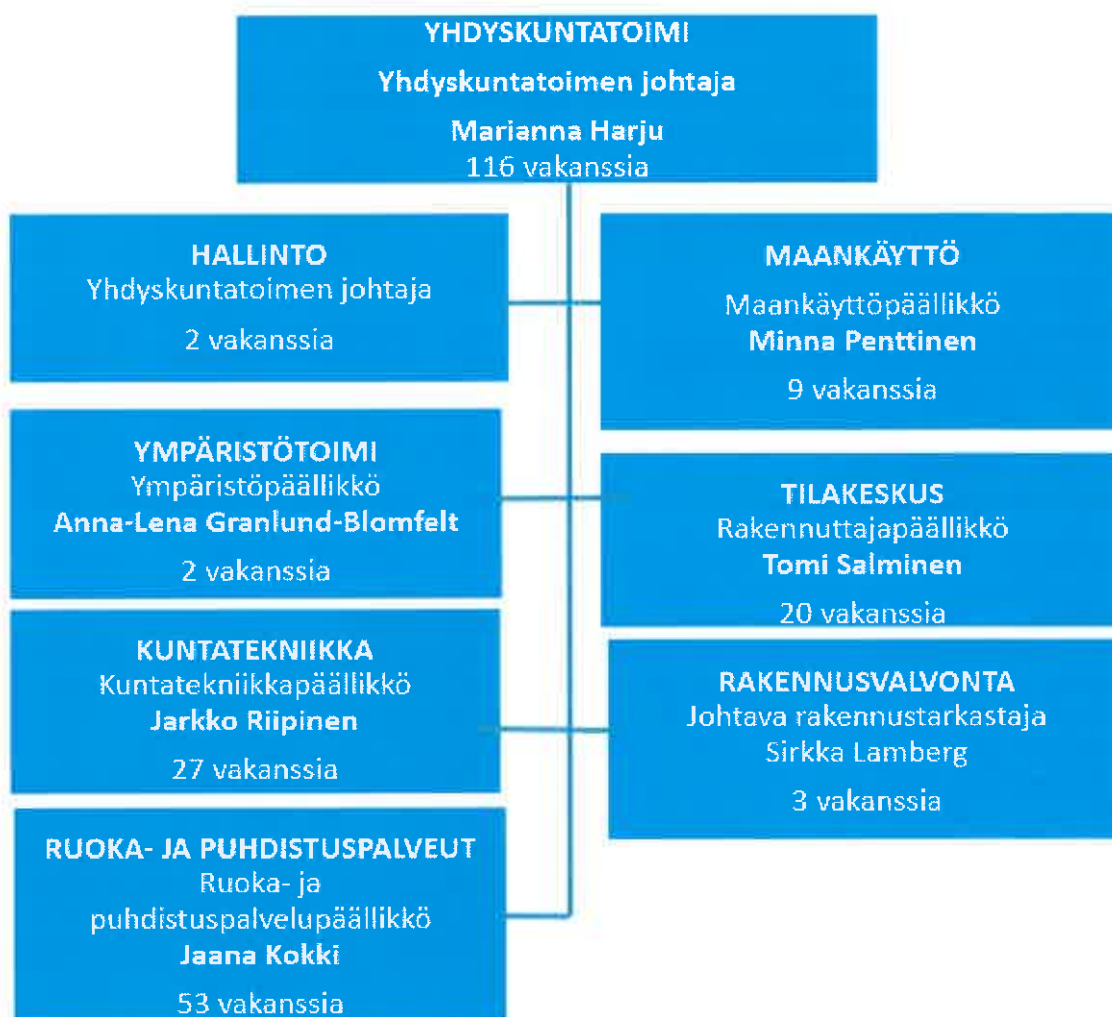 YHDYSKUNTATOIMI
Yhdyskuntatoimen johtaja
Marianna Harju
116 vakanssia
HALLINTO
Yhdyskuntatoimen johtaja
2 vakanssia
MAANKÄYTTÖ
Maankäyttöpäällikkö
Minna Penttinen
9 vakanssia
YMPÄRISTÖTOIMI
Ympäristöpäällikkö
Anna-Lena Granlund-Blomfelt
2 vakanssia
TILAKESKUS
Rakennuttajapäällikkö
Tomi Salminen
20 vakanssia
KUNTATEKNIIKKA
Kuntatekniikkapäällikkö
Jarkko Riipinen
27 vakanssia
RAKENNUSVALVONTA
Johtava rakennustarkastaja
Sirkka Lamberg
3 vakanssia
RUOKA- JA PUHDISTUSPALVEUT
Ruoka- ja
puhdistuspalvelupäällikkö
Jaana Kokki
53 vakanssia